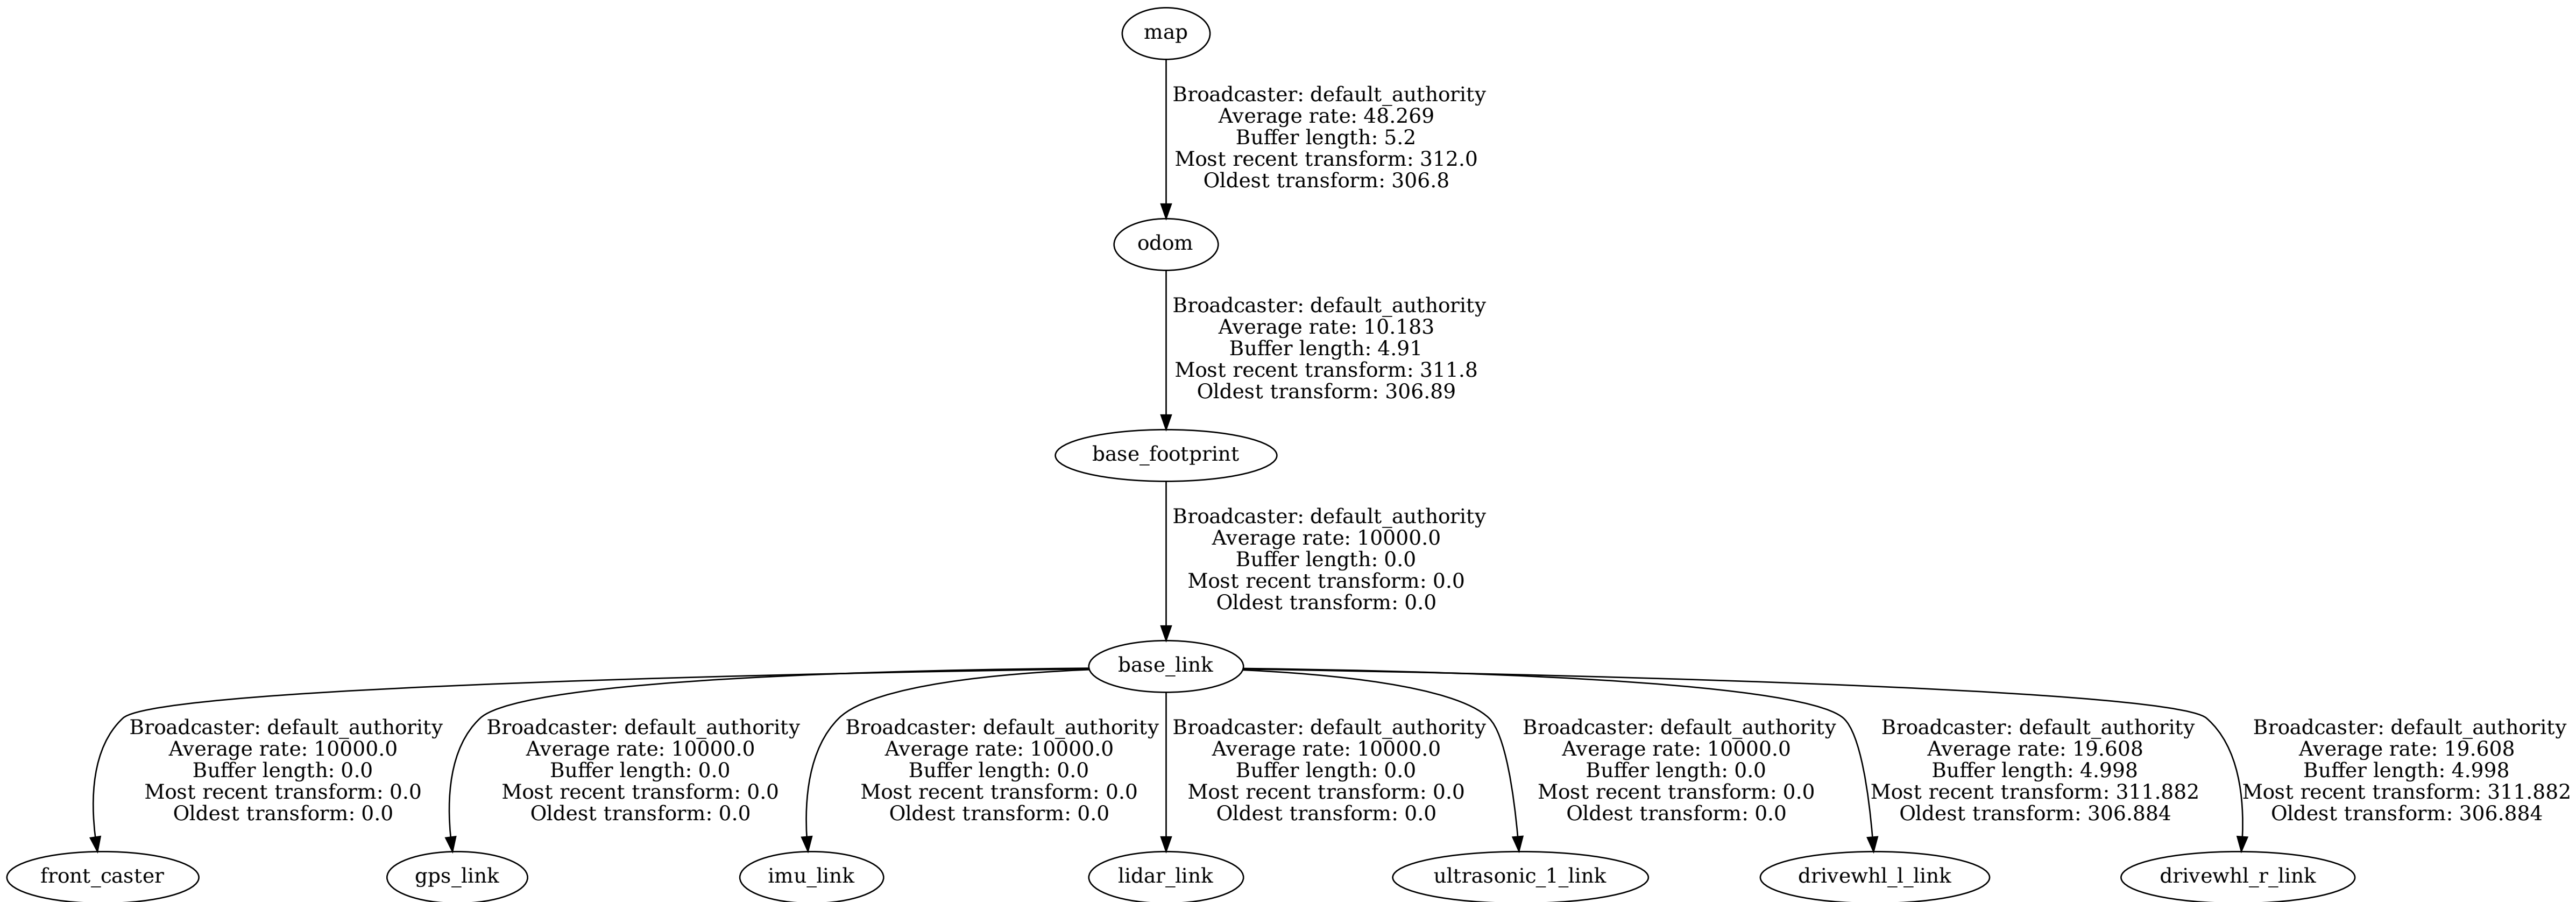 map
Broadcaster: default_authority
Average rate: 48.269
Buffer length: 5.2
Most recent transform: 312.0
Oldest transform: 306.8
odom
Broadcaster: default_authority
Average rate: 10.183
Buffer length: 4.91
Most recent transform: 311.8
Oldest transform: 306.89
base_footprint
Broadcaster: default_authority
Average rate: 10000.0
Buffer length: 0.0
Most recent transform: 0.0
Oldest transform: 0.0
base_link
Broadcaster: default_authority
Average rate: 10000.0
Buffer length: 0.0
Most recent transform: 0.0
Oldest transform: 0.0
Broadcaster: default_authority
Average rate: 10000.0
Buffer length: 0.0
Most recent transform: 0.0
Oldest transform: 0.0
Broadcaster: default_authority
Average rate: 10000.0
Buffer length: 0.0
Most recent transform: 0.0
Oldest transform: 0.0
Broadcaster: default_authority
Average rate: 10000.0
Buffer length: 0.0
Most recent transform: 0.0
Oldest transform: 0.0
Broadcaster: default_authority
Average rate: 10000.0
Buffer length: 0.0
Most recent transform: 0.0
Oldest transform: 0.0
Broadcaster: default_authority
Average rate: 19.608
Buffer length: 4.998
Most recent transform: 311.882
Oldest transform: 306.884
Broadcaster: default_authority
Average rate: 19.608
Buffer length: 4.998
Most recent transform: 311.882
Oldest transform: 306.884
front_caster
gps_link
imu_link
lidar_link
ultrasonic_1_link
drivewhl_l_link
drivewhl_r_link